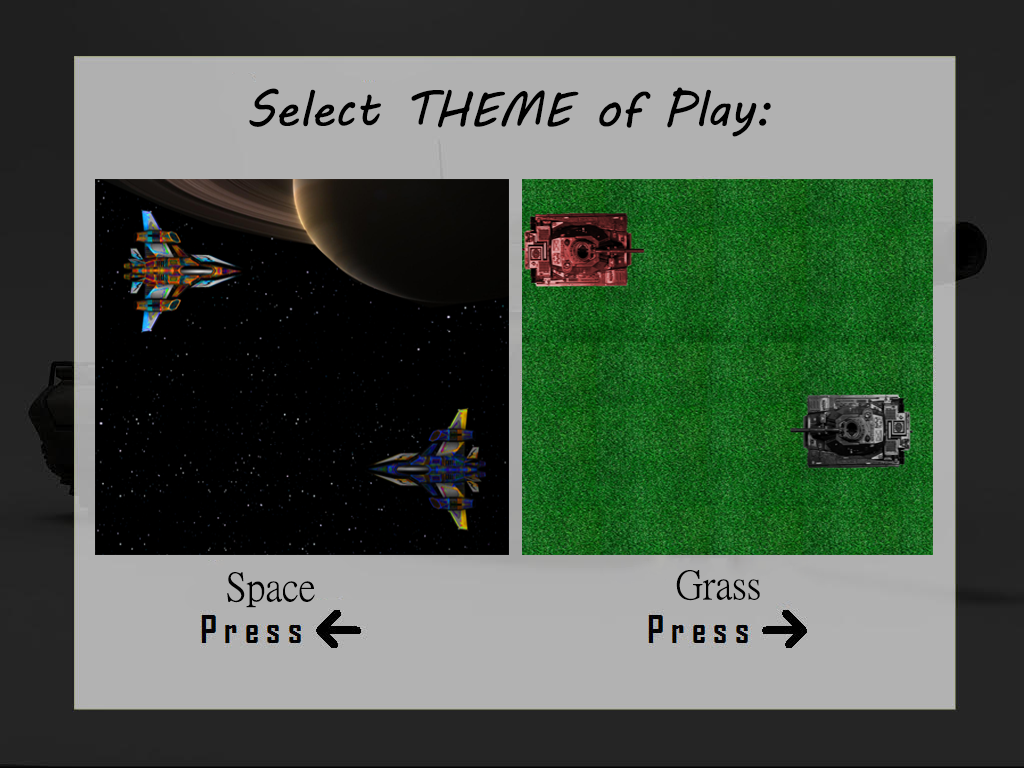 Select THEME of Play:
Space
Press ←
Grass
Press →